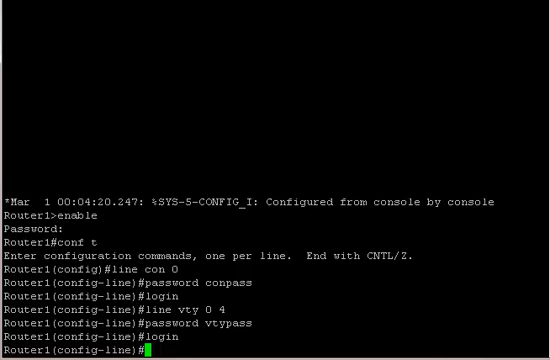 *Mar  1 00:04:20.247: %SYS-5-CONFIG_I: Configured from console by console
Router1>enable
Password:
Router1#conf t
Enter configuration commands, one per line.  End with CNTL/Z.
Router1(config)#line con 0
Router1(config-line)#password conpass
Router1(config-line)#login
Router1(config-line)#line vty 0 4
Router1(config-line)#password vtypass
Router1(config-line)#login
Router1(config-line)#